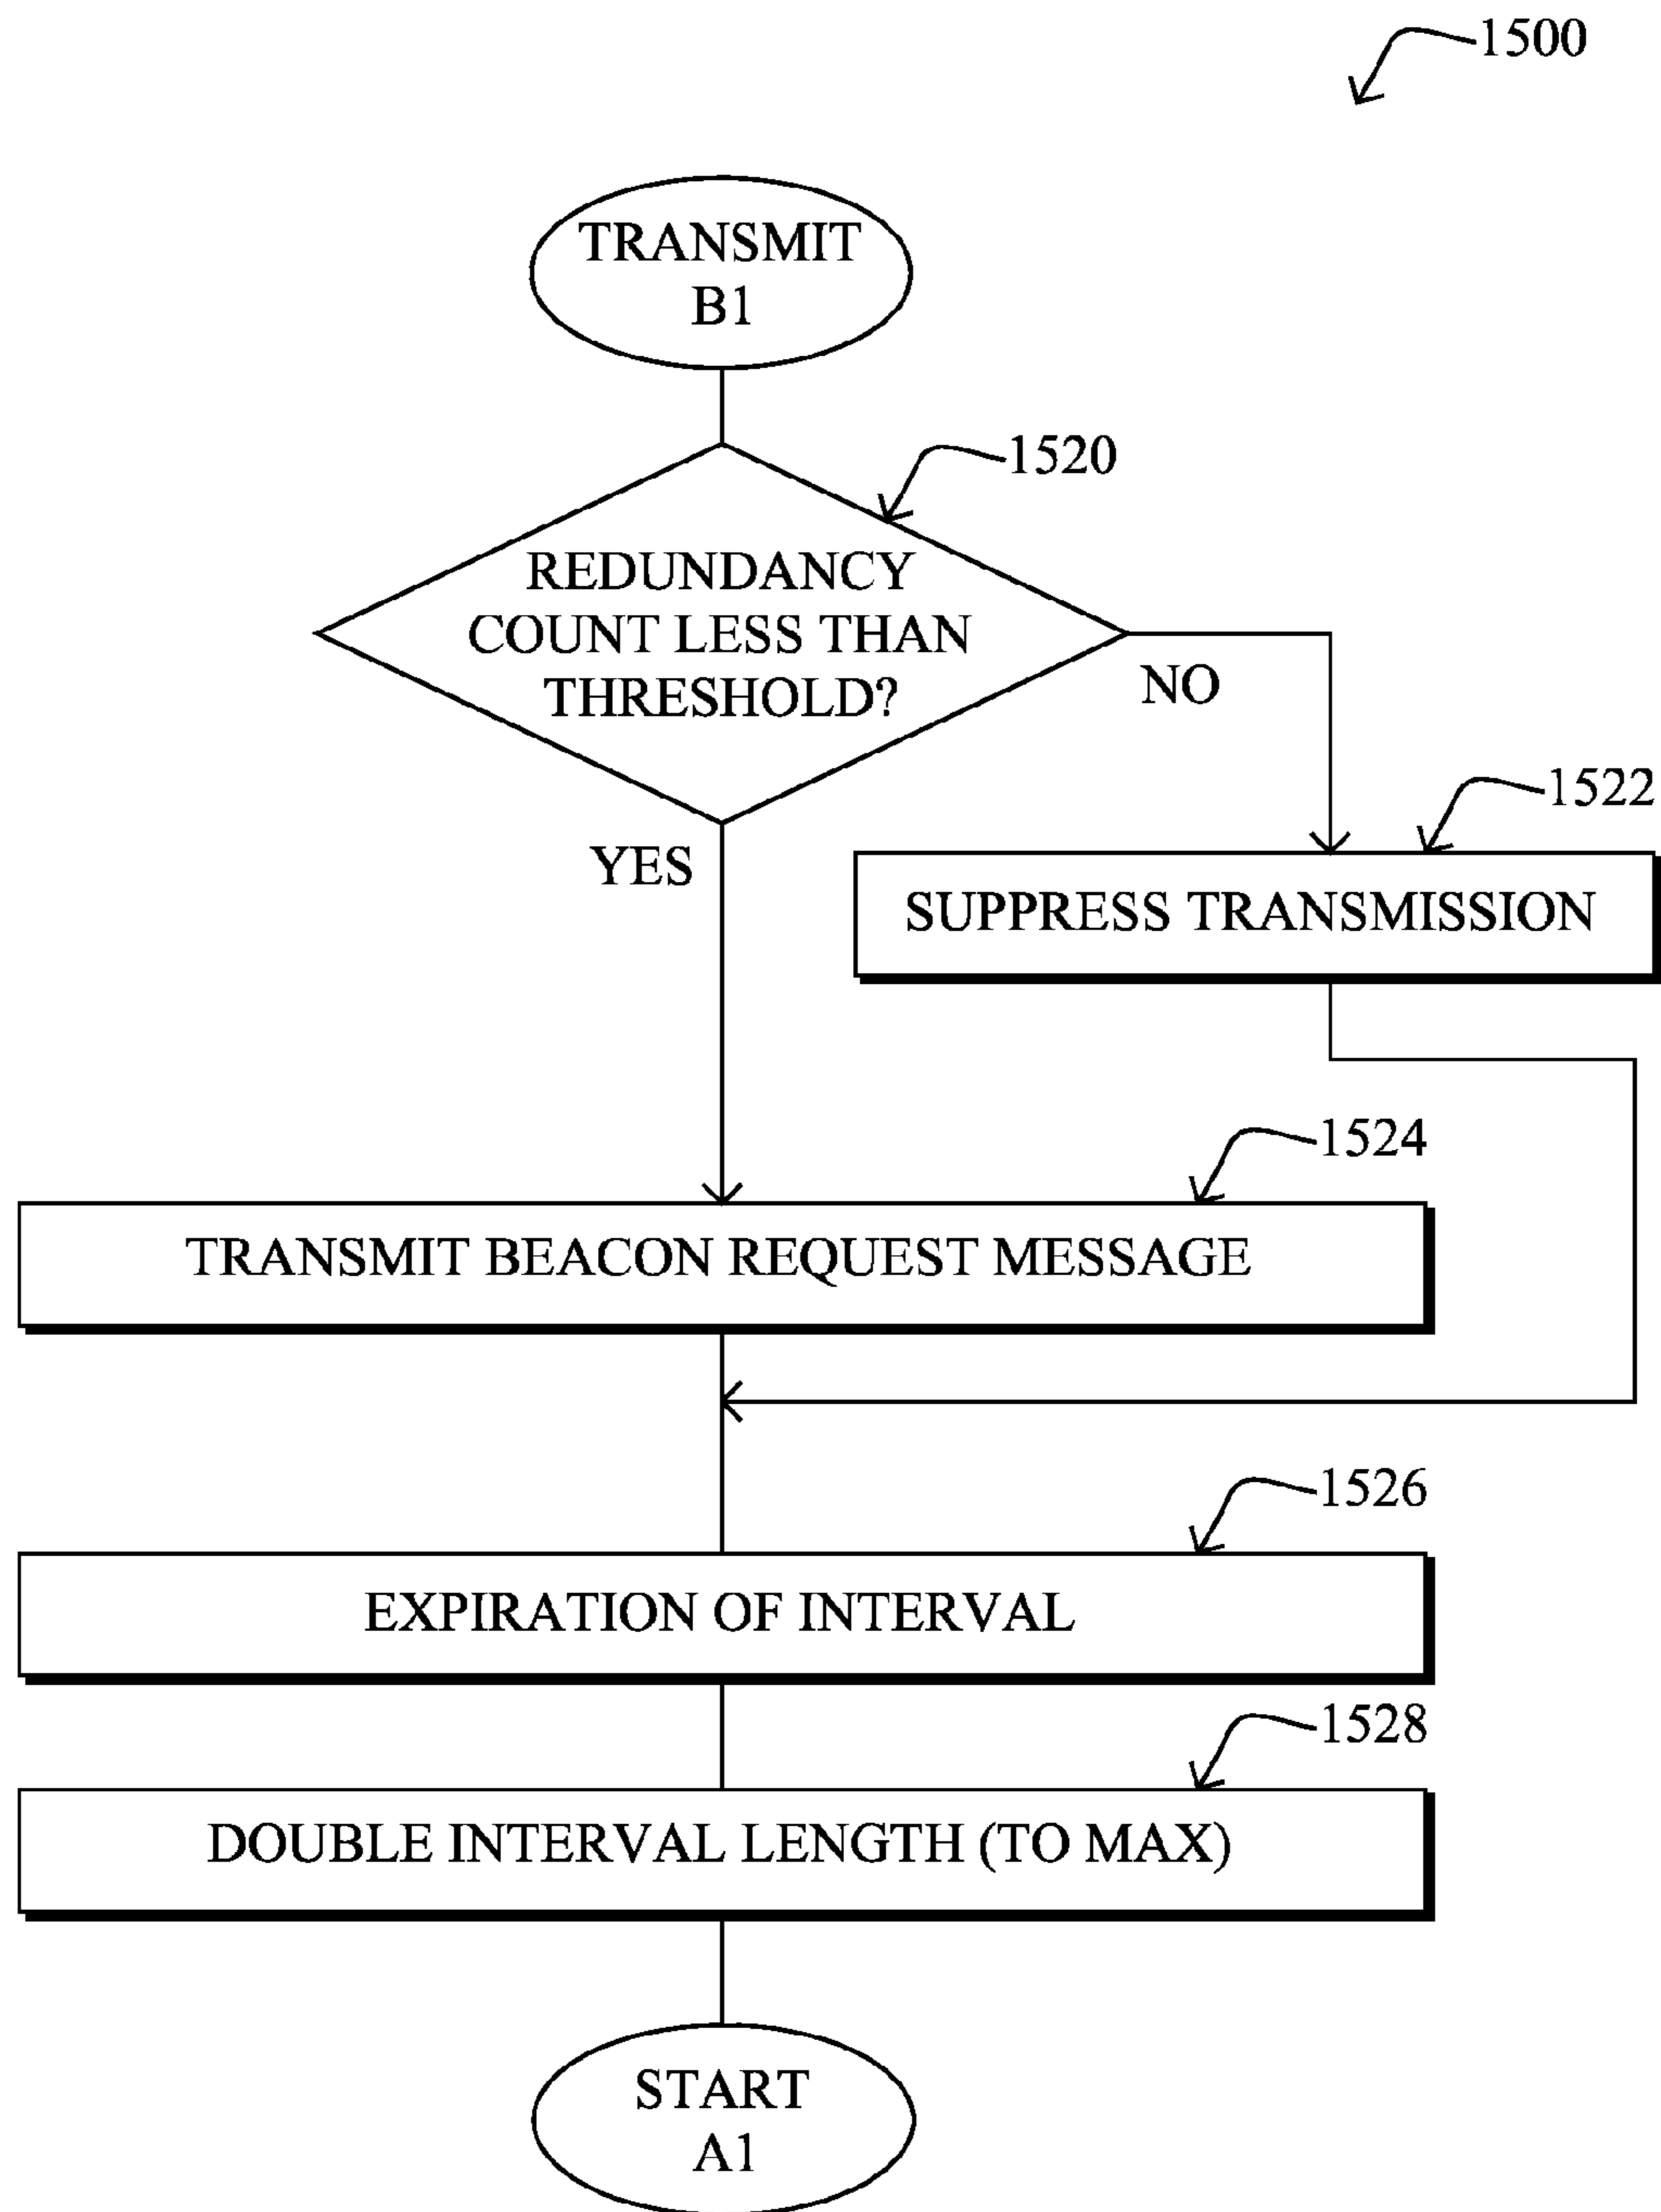 1500
TRANSMIT
B1
1520
REDUNDANCY
COUNT LESS THAN
THRESHOLD?
NO
1522
YES
SUPPRESS TRANSMISSION
1524
TRANSMIT BEACON REQUEST MESSAGE
1526
EXPIRATION OF INTERVAL
1528
DOUBLE INTERVAL LENGTH (TO MAX)
START
A1